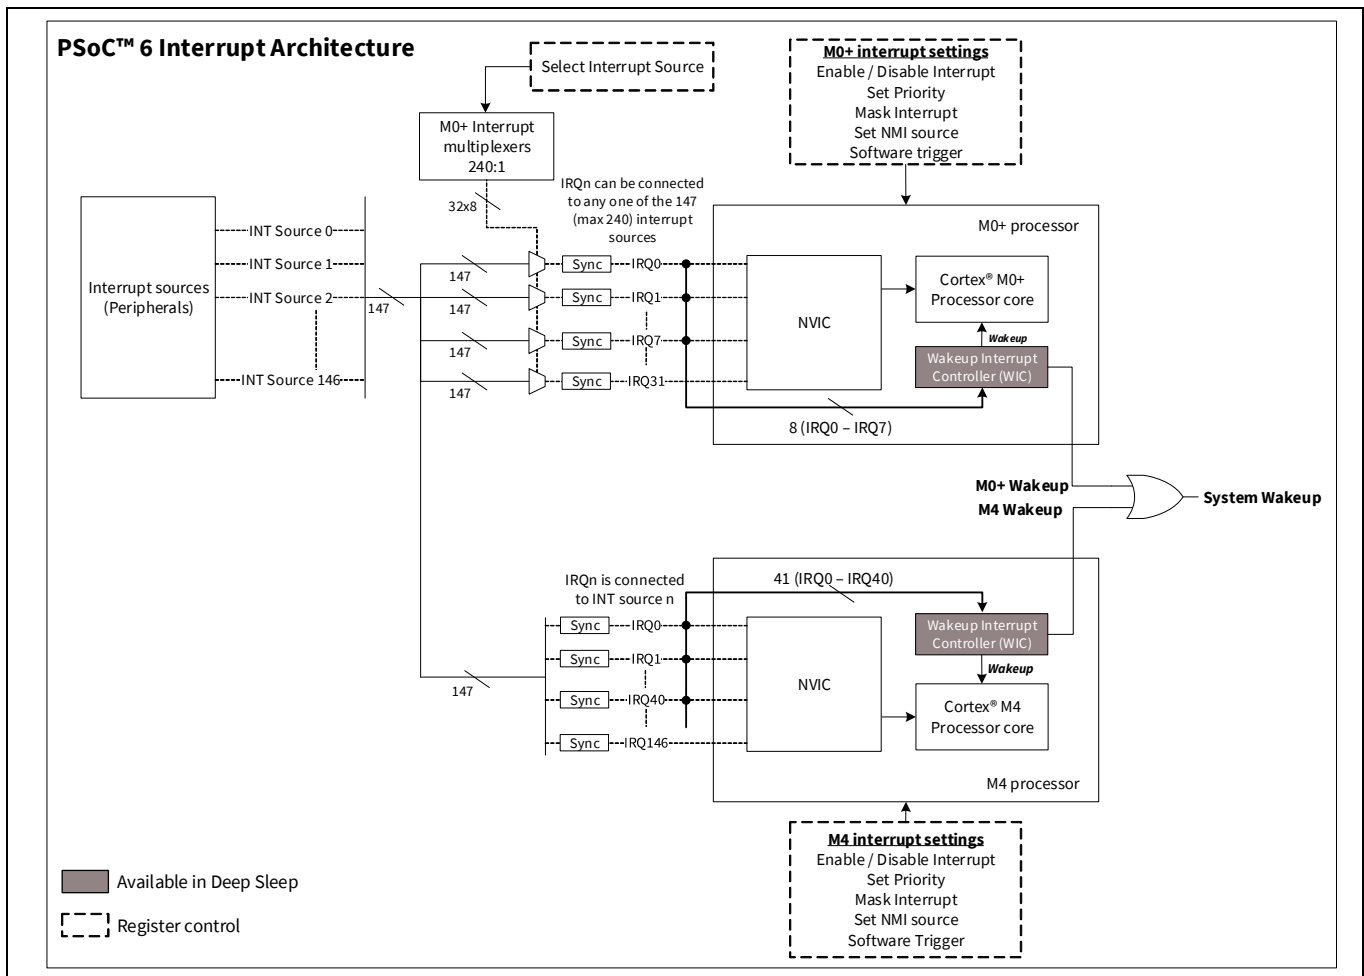 PSoC™ 6 Interrupt Architecture
Select Interrupt Source
M0+ interrupt settings
Enable / Disable Interrupt
Set Priority
Mask Interrupt
Set NMI source
Software trigger
M0+ Interrupt
multiplexers
240:1
32x8
IRQn can be connected
to any one of the 147
(max 240) interrupt
sources
Interrupt sources
(Peripherals)
INT Source 0
INT Source 1
INT Source 2
INT Source 146
147
147
147
147
147
Sync
IRQ0
Sync
IRQ1
Sync
IRQ7
Sync
IRQ31
M0+ processor
NVIC
Cortex® M0+
Processor core
Wakeup
Wakeup Interrupt
Controller (WIC)
8 (IRQ0 – IRQ7)
M0+ Wakeup
M4 Wakeup
System Wakeup
IRQn is connected
to INT source n
41 (IRQ0 – IRQ40)
147
Sync
IRQ0
Sync
IRQ1
Sync
IRQ40
Sync
IRQ146
NVIC
Wakeup Interrupt
Controller (WIC)
Wakeup
Cortex® M4
Processor core
M4 processor
M4 interrupt settings
Enable / Disable Interrupt
Set Priority
Mask Interrupt
Set NMI source
Software Trigger
Available in Deep Sleep
Register control